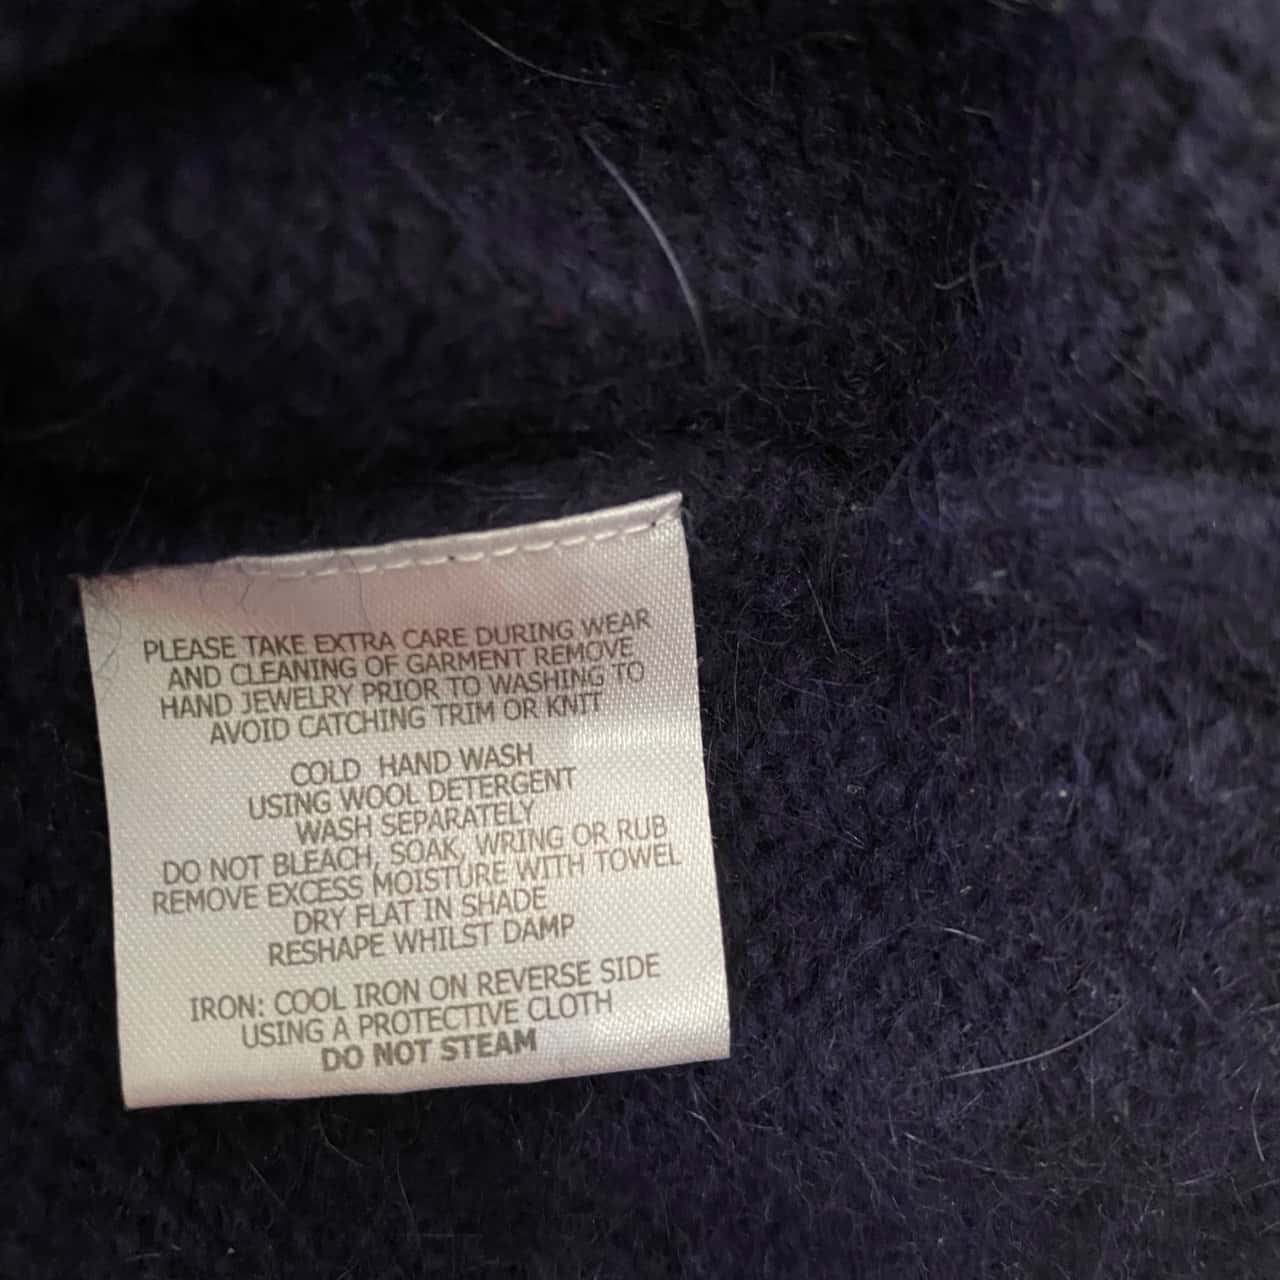 PLEASE TAKE EXTRA CARE DURING WEAR
AND CLEANING OF GARMENT REMOVE
HAND JEWELRY PRIOR TO WASHING TO
AVOID CATCHING TRIM OR KNIT
COLD HAND WASH
USING WOOL DETERGENT
WASH SEPARATELY
DO NOT BLEACH, SOAK, WRING OR RUB
REMOVE EXCESS MOISTURE WITH TOWEL
DRY FLAT IN SHADE
RESHAPE WHILST DAMP
IRON: COOL IRON ON REVERSE SIDE
USING A PROTECTIVE CLOTH
DO NOT STEAM